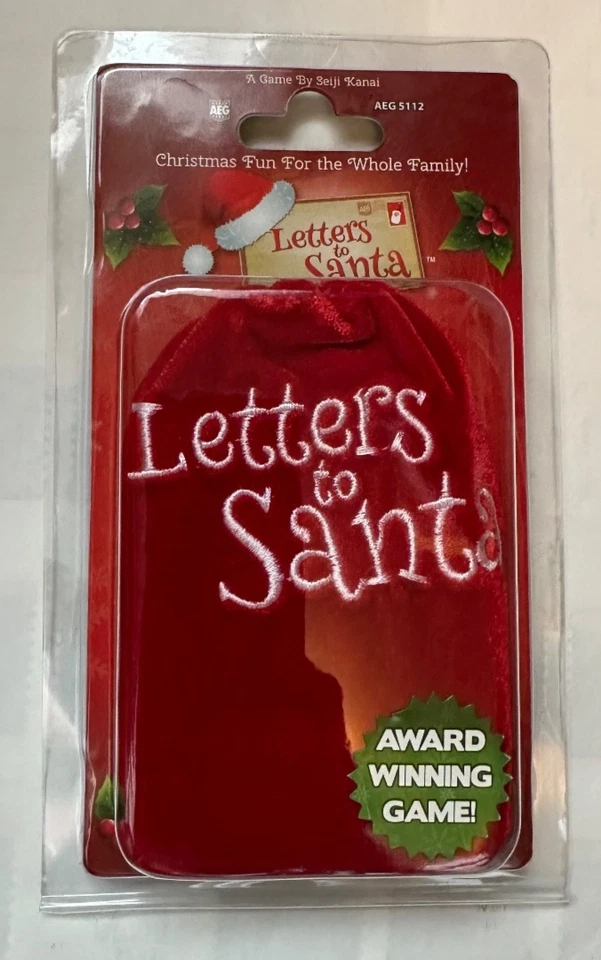 A Game By Seiji Kanai
AEG
AEG 5112
Christmas Fun For the Whole Family!
Letters
to
Santa
™
Letters
to
Santa
AWARD
WINNING
GAME!